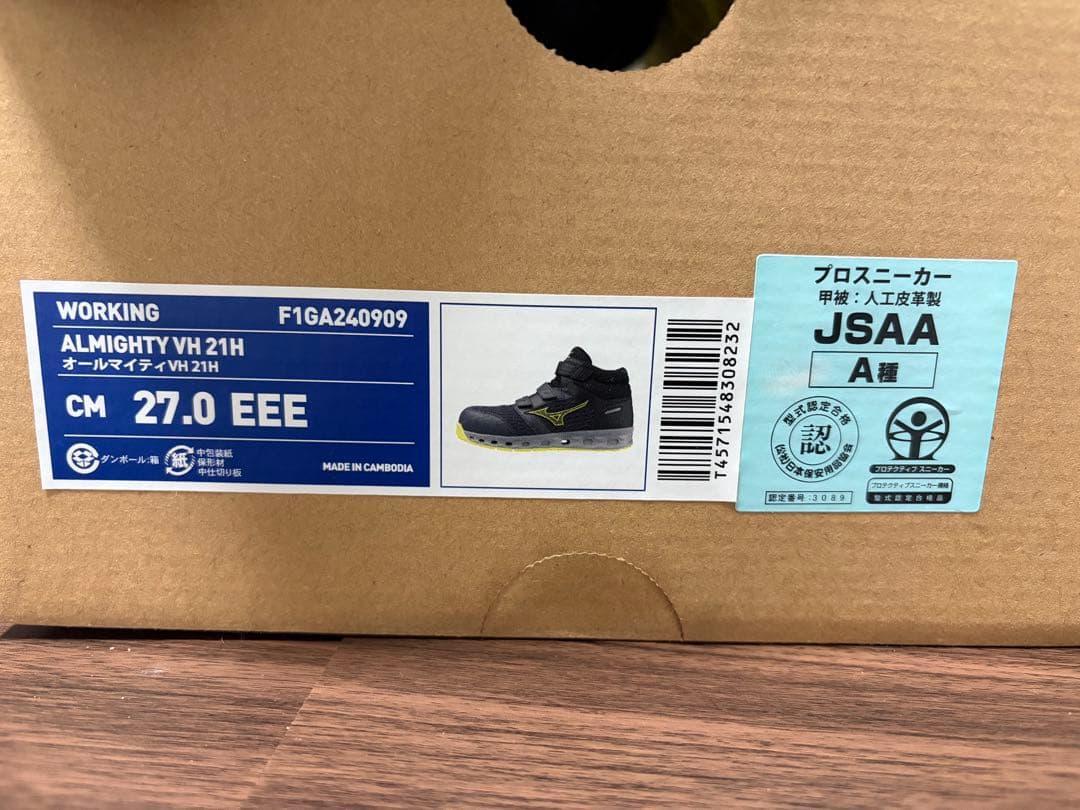 WORKING F1GA240909
ALMIGHTY VH 21H
オールマイティVH 21H
CM 27.0 EEE
ダンボール:箱
紙
中包装紙
保形材
中仕切り板
MADE IN CAMBODIA
T4571548308232
プロスニーカー
甲被：人工皮革製
JSAA
A種
型式認定合格
認
(公社)日本保安用品協会
認定番号:3089
プロテクティブ スニーカー
プロテクティブスニーカー規格
型式認定合格品